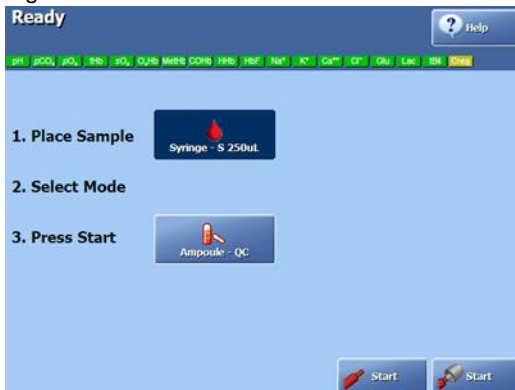 Ready
? Help
pH pCO₂ pO₂ tHb sO₂ O₂Hb MetHb COHb HHb HbF Na⁺ K⁺ Ca⁺⁺ Cl⁻ Glu Lac tBil Crea
1. Place Sample
Syringe - S 250uL
2. Select Mode
3. Press Start
Ampoule - QC
Start
Start